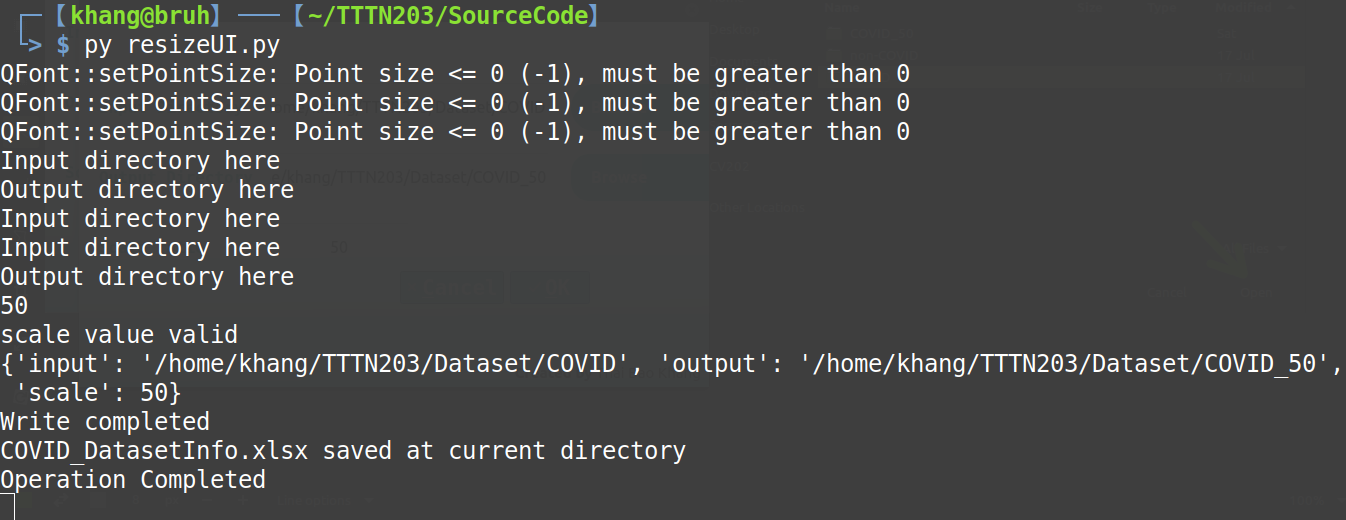 ┌─【khang@bruh】───【~/TTTN203/SourceCode】
└> $ py resizeUI.py
QFont::setPointSize: Point size <= 0 (-1), must be greater than 0
QFont::setPointSize: Point size <= 0 (-1), must be greater than 0
QFont::setPointSize: Point size <= 0 (-1), must be greater than 0
Input directory here
Output directory here
Input directory here
Input directory here
Output directory here
50
scale value valid
{'input': '/home/khang/TTTN203/Dataset/COVID', 'output': '/home/khang/TTTN203/Dataset/COVID_50',
'scale': 50}
Write completed
COVID_DatasetInfo.xlsx saved at current directory
Operation Completed